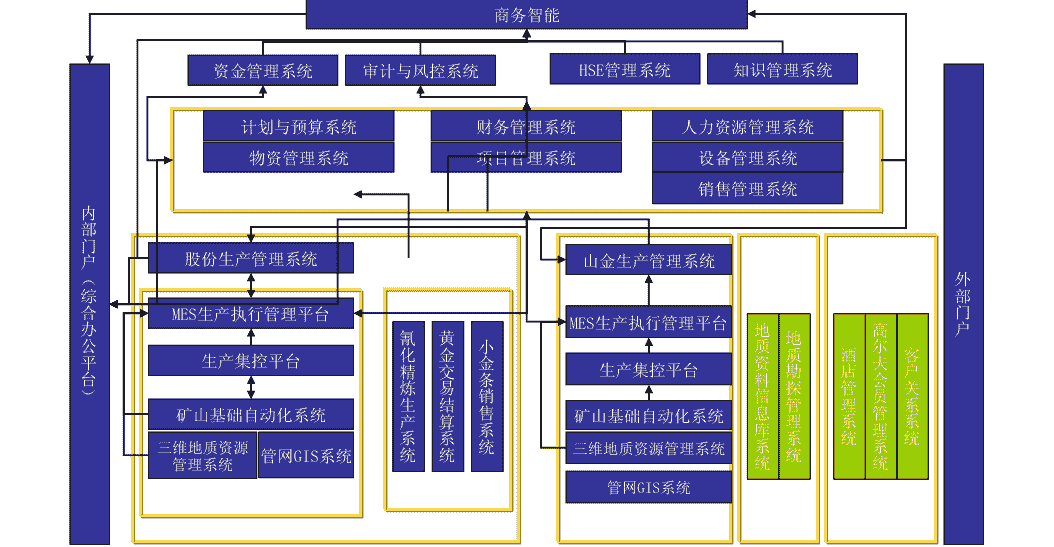 商务智能
资金管理系统
审计与风控系统
HSE管理系统
知识管理系统
计划与预算系统
财务管理系统
人力资源管理系统
物资管理系统
项目管理系统
设备管理系统
销售管理系统
内部门户（综合办公平台）
股份生产管理系统
MES生产执行管理平台
生产集控平台
矿山基础自动化系统
三维地质资源
管理系统
管网GIS系统
氰化精炼生产系统
黄金交易结算系统
小金条销售系统
山金生产管理系统
MES生产执行管理平台
生产集控平台
矿山基础自动化系统
三维地质资源管理系统
管网GIS系统
地质资料信息库系统
地质勘探管理系统
酒店管理系统
高尔夫会员管理系统
客户关系系统
外部门户